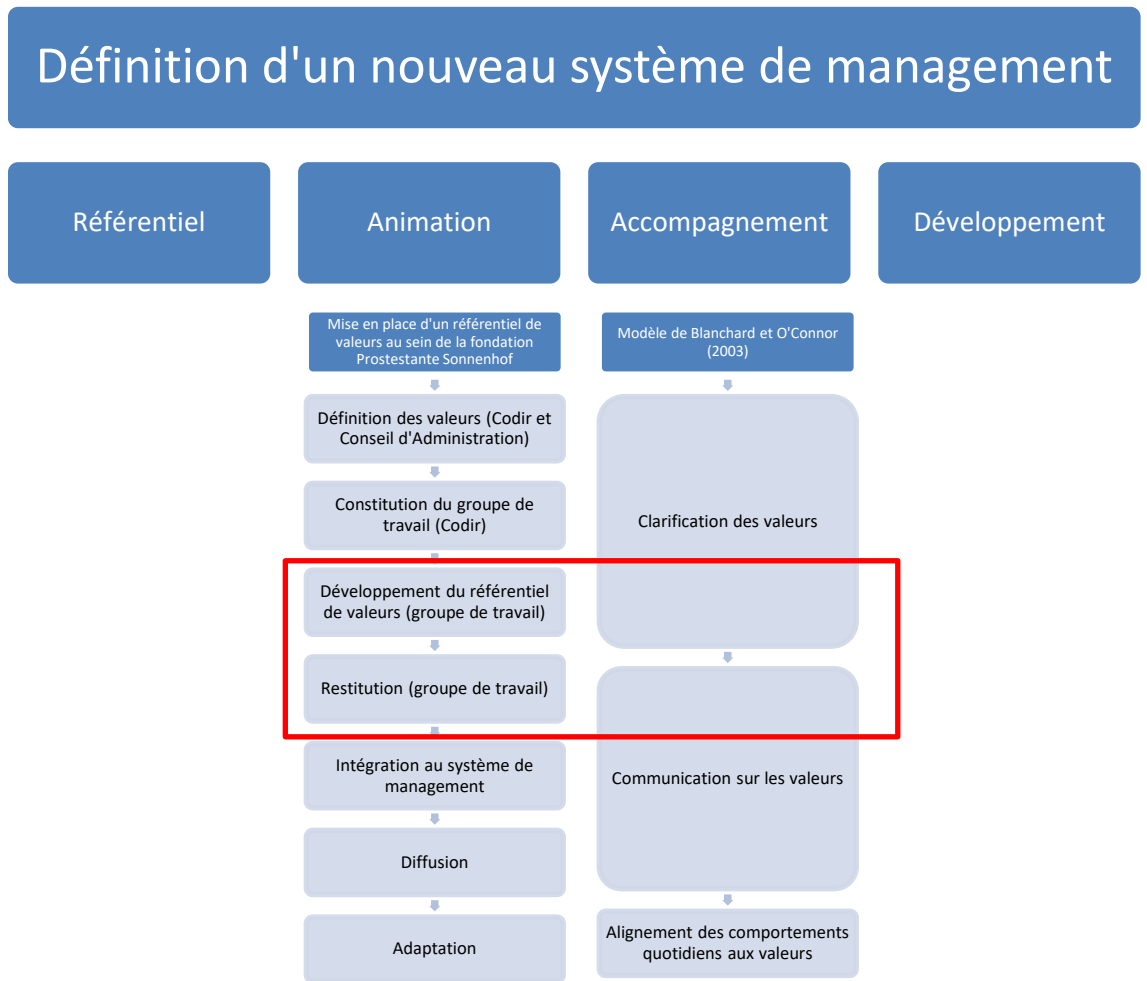 Définition d'un nouveau système de management
Référentiel
Animation
Accompagnement
Développement
Mise en place d'un référentiel de
valeurs au sein de la fondation
Prostestante Sonnenhof
Définition des valeurs (Codir et
Conseil d'Administration)
Constitution du groupe de
travail (Codir)
Développement du référentiel
de valeurs (groupe de travail)
Restitution (groupe de travail)
Intégration au système de
management
Diffusion
Adaptation
Modèle de Blanchard et O'Connor
(2003)
Clarification des valeurs
Communication sur les valeurs
Alignement des comportements
quotidiens aux valeurs